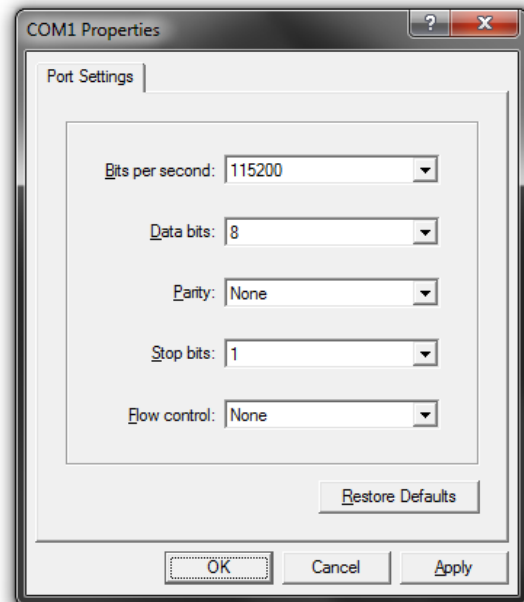 COM1 Properties
Port Settings
Bits per second: 115200
Data bits: 8
Parity: None
Stop bits: 1
Flow control: None
Restore Defaults
OK Cancel Apply